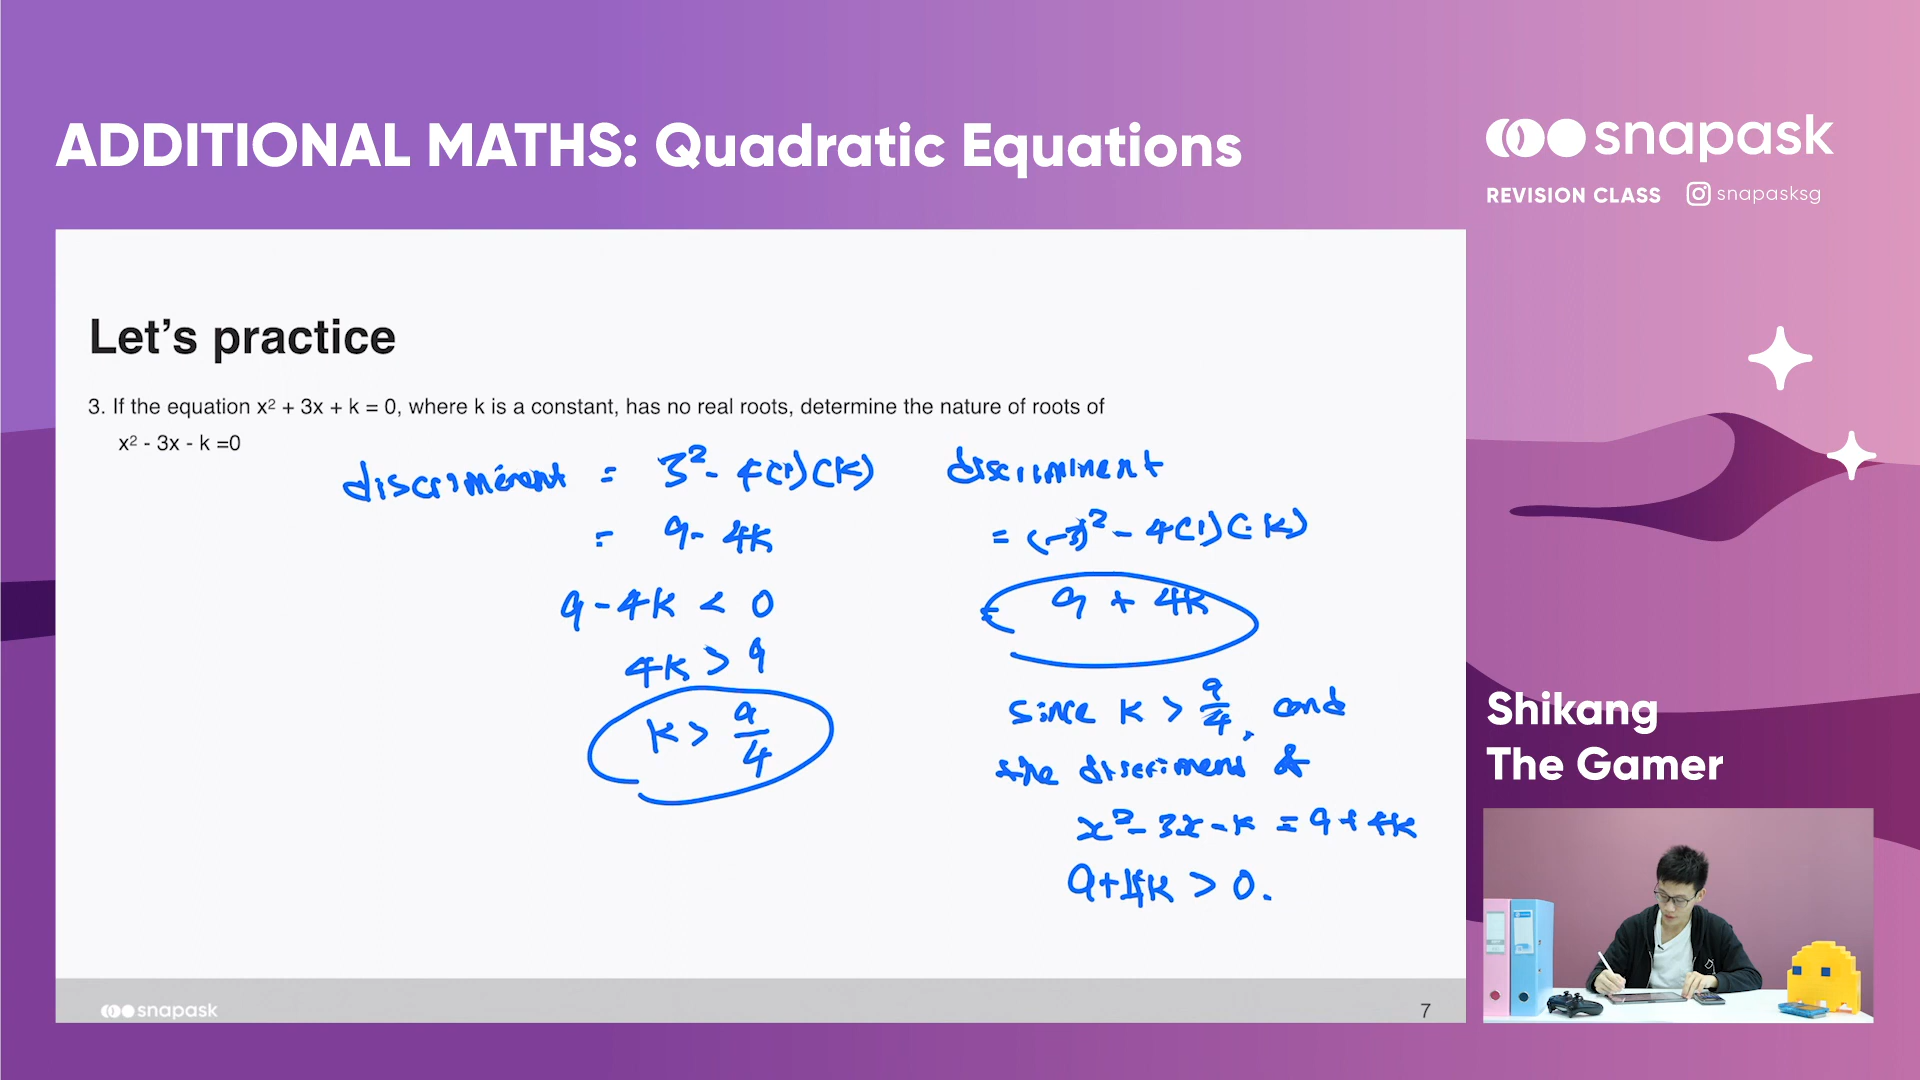 ADDITIONAL MATHS: Quadratic Equations
snapask
REVISION CLASS snapasksg
Let's practice
3. If the equation x² + 3x + k = 0, where k is a constant, has no real roots, determine the nature of roots of
x² - 3x - k =0
discriminant = 3² - 4(1)(k)
= 9 - 4k
9 - 4k < 0
4k > 9
k > 9/4
discriminent
= (-3)² - 4(1)(-k)
= 9 + 4k
since k > 9/4, and
the of
x² - 3x - k = 9 + 4k
9 + 4k > 0.
Shikang
The Gamer
snapask
7